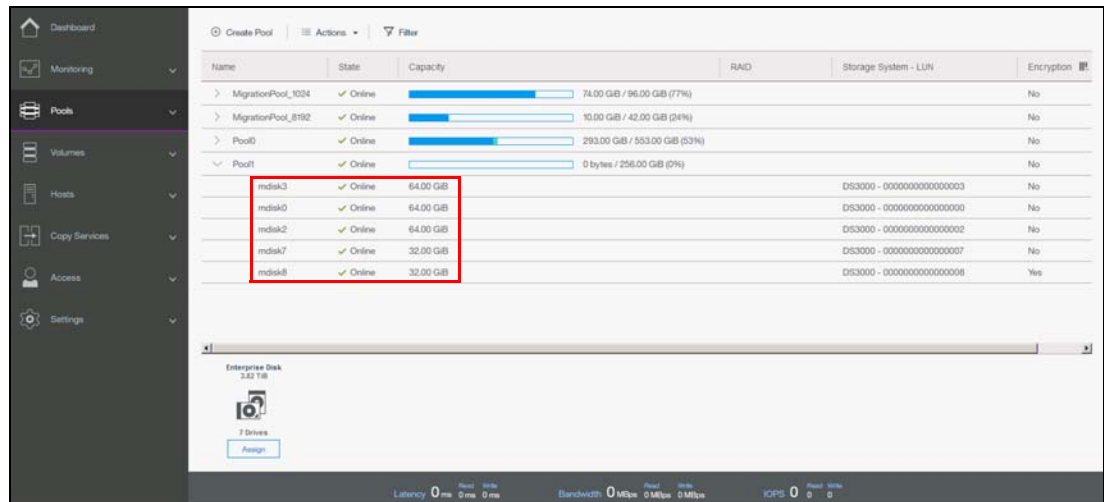 Dashboard
Monitoring
Pools
Volumes
Hosts
Copy Services
Access
Settings
Create Pool Actions Filter
Name State Capacity RAID Storage System - LUN Encryption
MigrationPool_1024 Online 74.00 GiB / 96.00 GiB (77%) No
MigrationPool_8192 Online 10.00 GiB / 42.00 GiB (24%) No
Pool0 Online 293.00 GiB / 553.00 GiB (53%) No
Pool1 Online 0 bytes / 256.00 GiB (0%) No
mdisk3 Online 64.00 GiB DS3000 - 0000000000000003 No
mdisk0 Online 64.00 GiB DS3000 - 0000000000000000 No
mdisk2 Online 64.00 GiB DS3000 - 0000000000000002 No
mdisk7 Online 32.00 GiB DS3000 - 0000000000000007 No
mdisk8 Online 32.00 GiB DS3000 - 0000000000000008 Yes
Enterprise Disk
3.82 TiB
7 Drives
Assign
Latency 0 ms Read 0 ms Write 0 ms Bandwidth 0 MBps Read 0 MBps Write 0 MBps IOPS 0 Read 0 Write 0